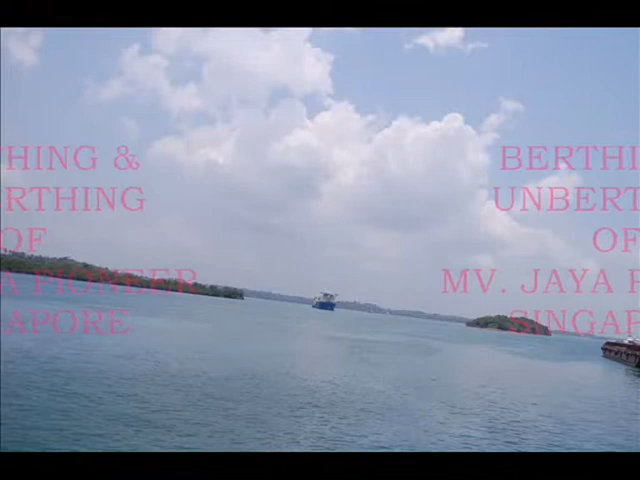 THING &
RTHING
OF
A PIONEER
APORE
BERTHI
UNBERT
OF
MV. JAYA P
SINGAP